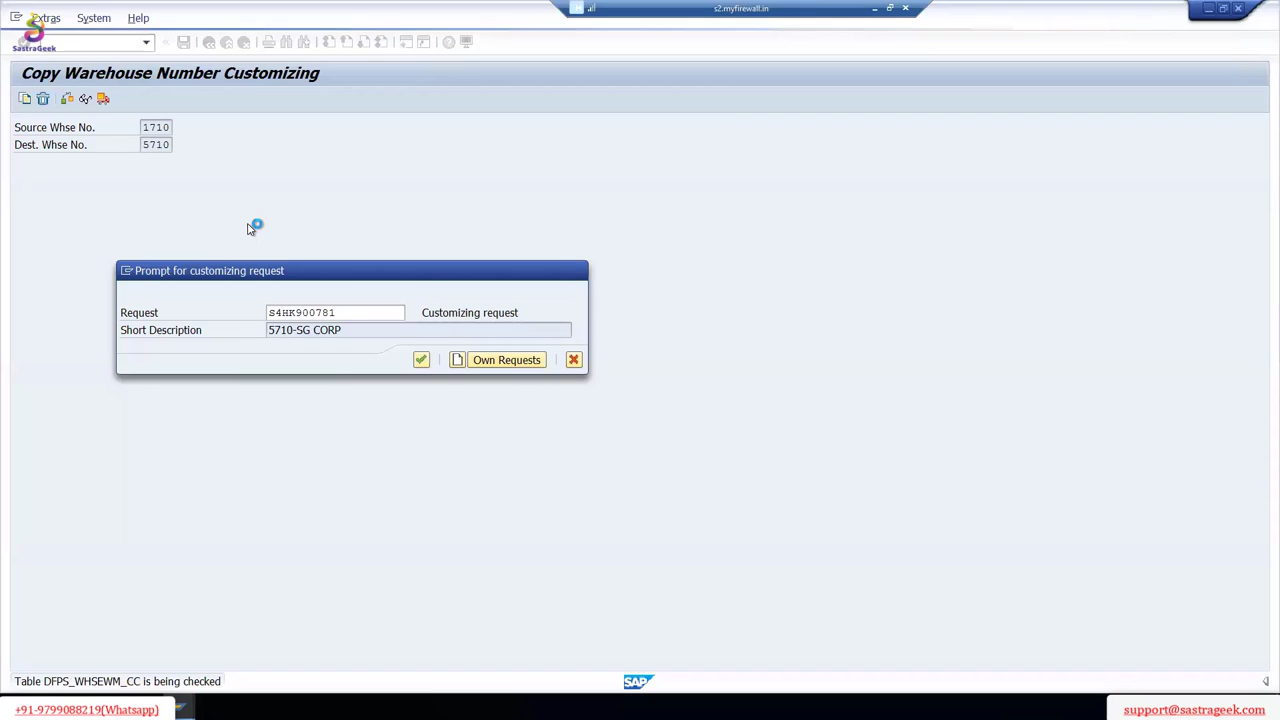 Extras System Help
s2.myfirewall.in
SastraGeek
Copy Warehouse Number Customizing
Source Whse No. 1710
Dest. Whse No. 5710
Prompt for customizing request
Request S4HK900781 Customizing request
Short Description 5710-SG CORP
Own Requests
Table DFPS_WHSEWM_CC is being checked
SAP
+91-9799088219(Whatsapp)
support@sastrageek.com